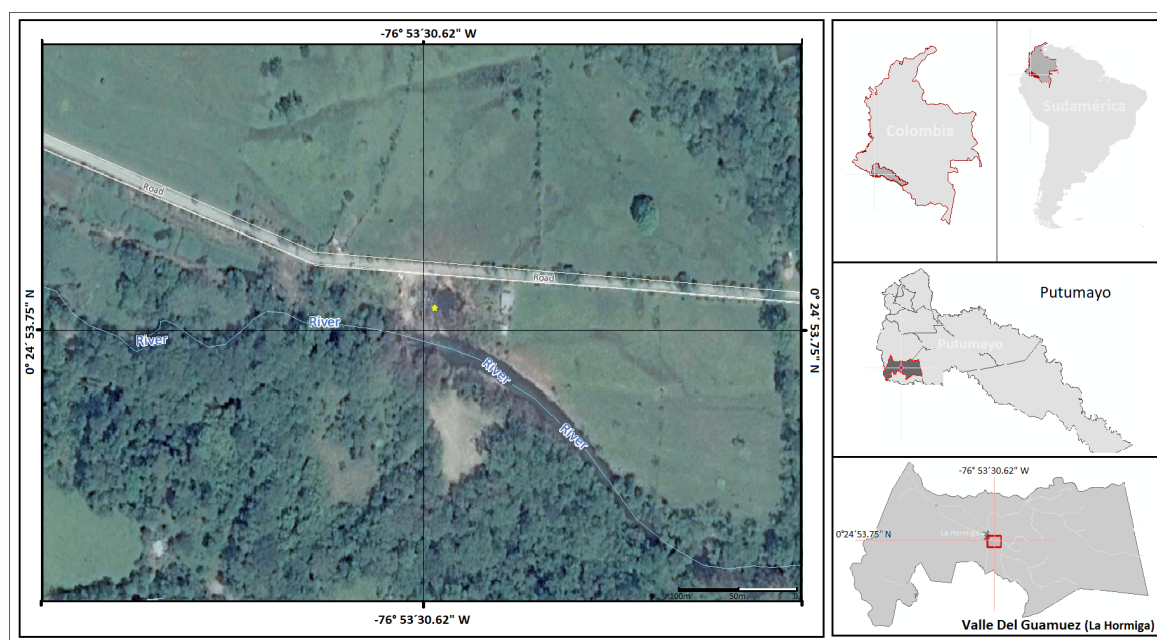 -76° 53´30.62" W
Road
Road
0° 24´ 53.75" N
0° 24´ 53.75" N
River
River
River
River
100m
50m
0
-76° 53´30.62" W
Colombia
Sudamérica
Putumayo
Putumayo
-76° 53´30.62" W
0°24´53.75" N
La Hormiga
Valle Del Guamuez (La Hormiga)